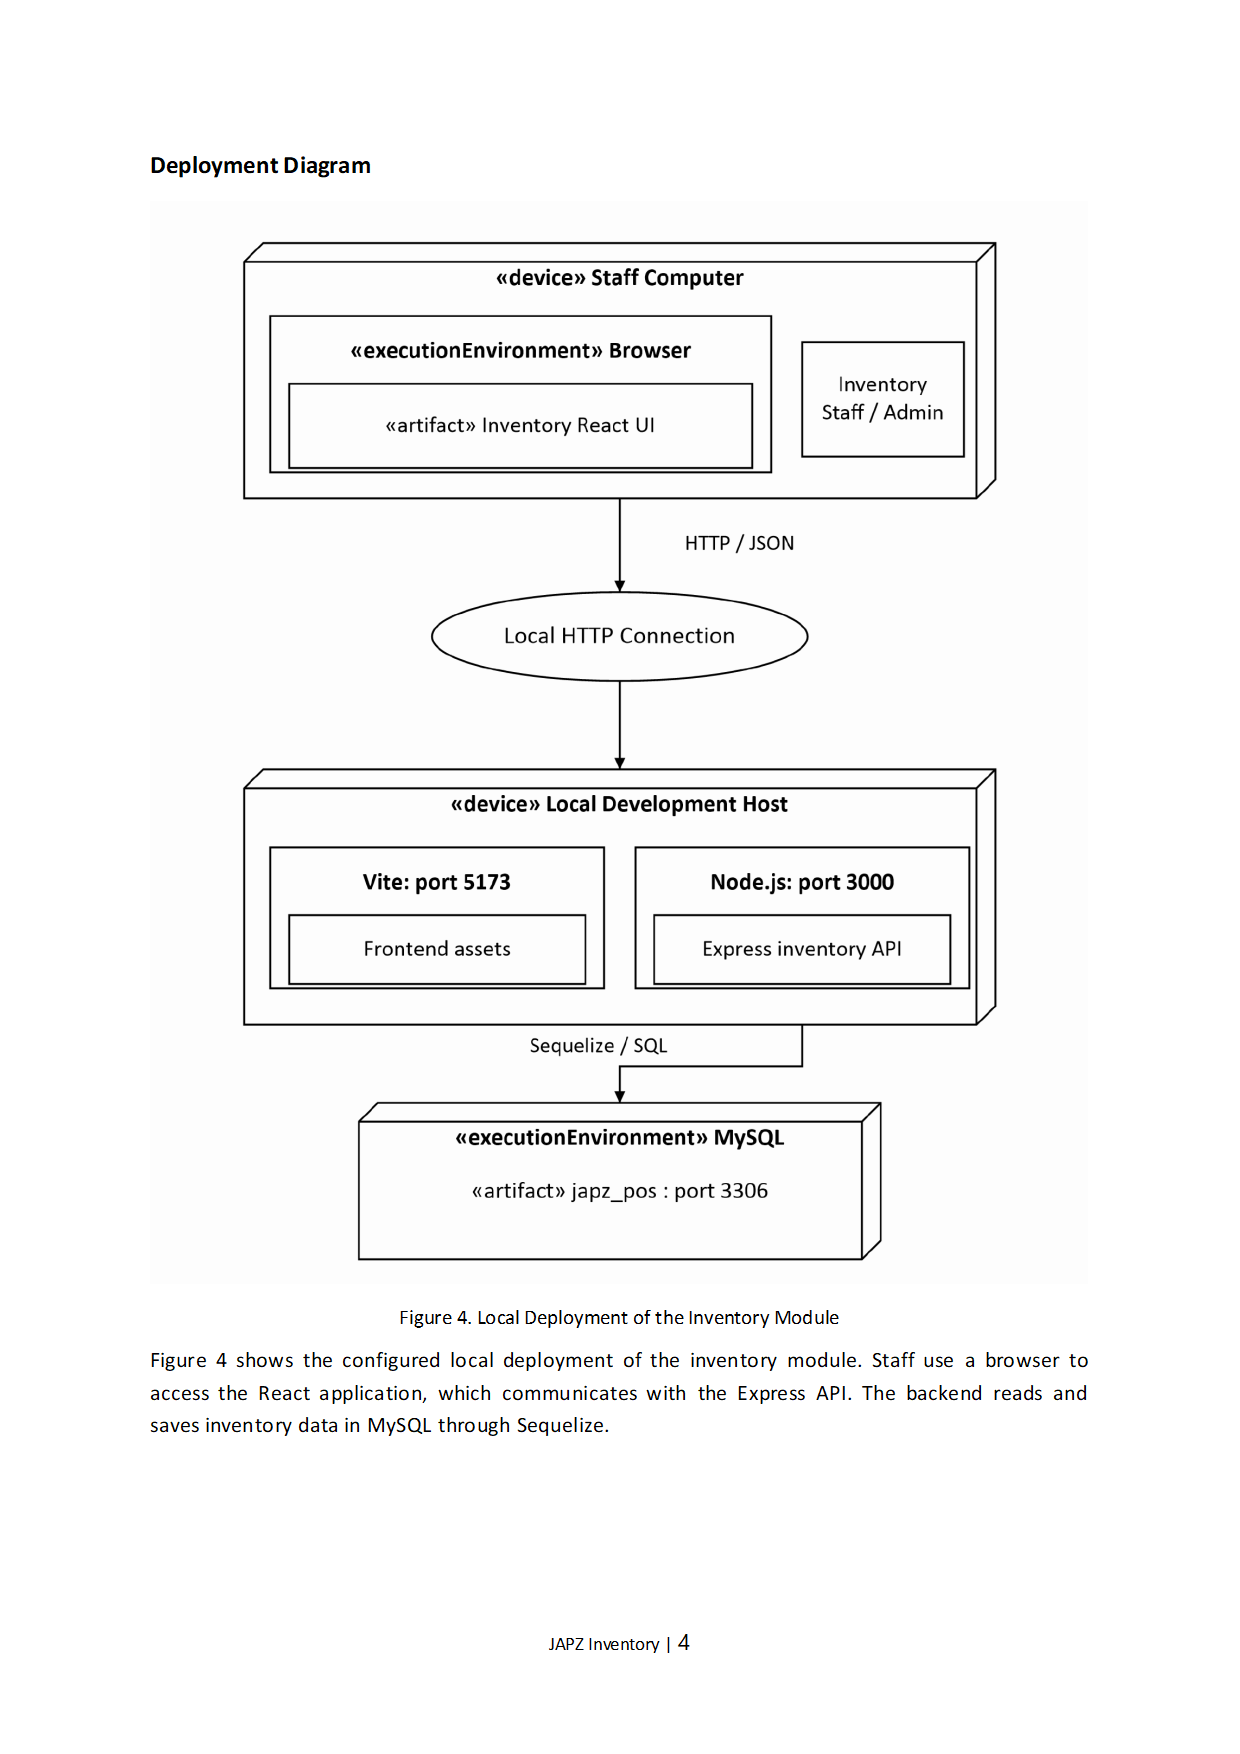 Deployment Diagram
«device» Staff Computer
«executionEnvironment» Browser
«artifact» Inventory React UI
Inventory
Staff / Admin
HTTP / JSON
Local HTTP Connection
«device» Local Development Host
Vite: port 5173
Frontend assets
Node.js: port 3000
Express inventory API
Sequelize / SQL
«executionEnvironment» MySQL
«artifact» japz_pos : port 3306
Figure 4. Local Deployment of the Inventory Module
Figure 4 shows the configured local deployment of the inventory module. Staff use a browser to
access the React application, which communicates with the Express API. The backend reads and
saves inventory data in MySQL through Sequelize.
JAPZ Inventory | 4